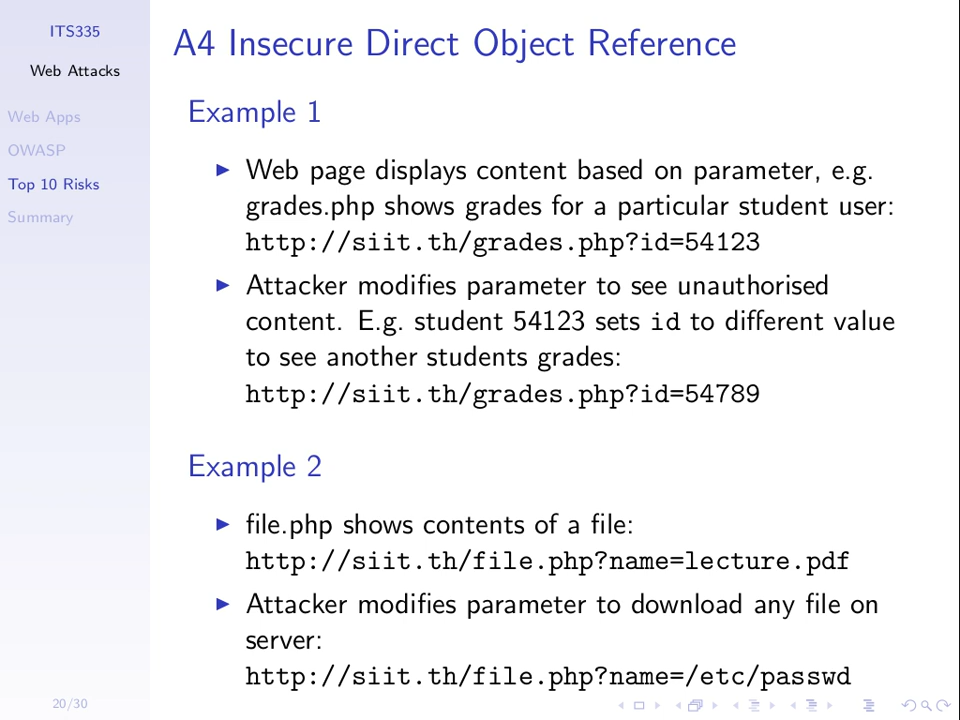 ITS335
Web Attacks
Web Apps
OWASP
Top 10 Risks
Summary
A4 Insecure Direct Object Reference
Example 1
Web page displays content based on parameter, e.g.
grades.php shows grades for a particular student user:
http://siit.th/grades.php?id=54123
Attacker modifies parameter to see unauthorised
content. E.g. student 54123 sets id to different value
to see another students grades:
http://siit.th/grades.php?id=54789
Example 2
file.php shows contents of a file:
http://siit.th/file.php?name=lecture.pdf
Attacker modifies parameter to download any file on
server:
http://siit.th/file.php?name=/etc/passwd
20/30